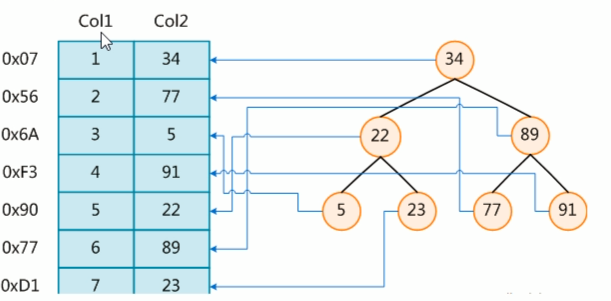 Col1 Col2
0x07 1 34 34
0x56 2 77
0x6A 3 5 22 89
0xF3 4 91
0x90 5 22 5 23 77 91
0x77 6 89
0xD1 7 23